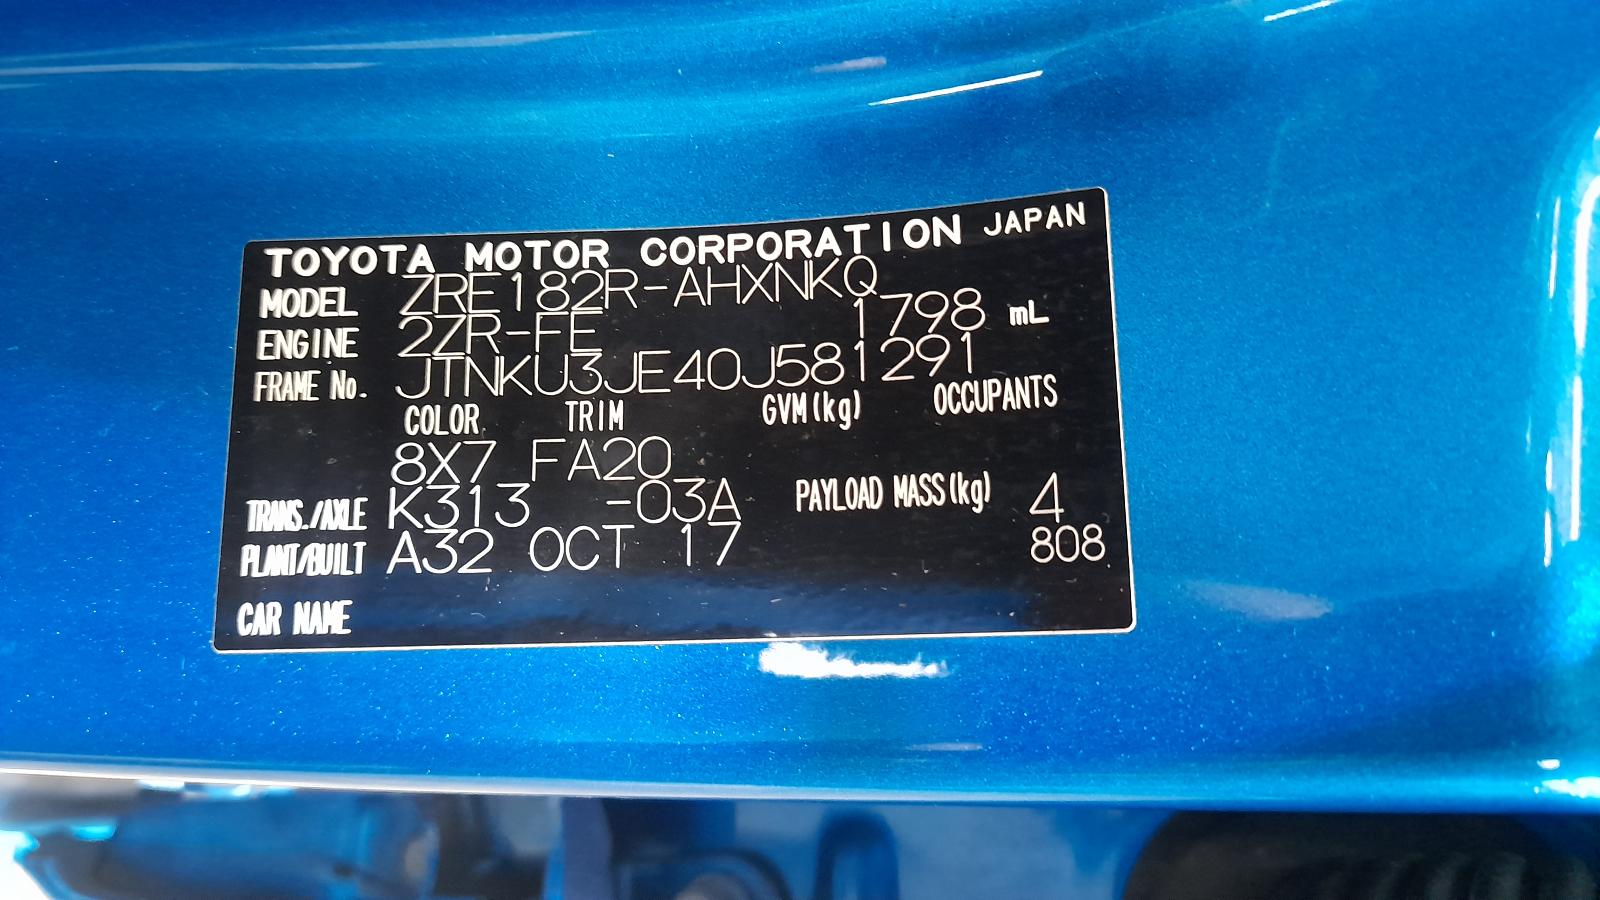 TOYOTA MOTOR CORPORATION JAPAN
MODEL ZRE182R-AHXNKQ
ENGINE 2ZR-FE 1798 mL
FRAME No. JTNKU3JE40J581291
COLOR TRIM GVM(kg) OCCUPANTS
8X7 FA20
TRANS./AXLE K313 -03A PAYLOAD MASS(kg) 4
PLANT/BUILT A32 OCT 17 808
CAR NAME